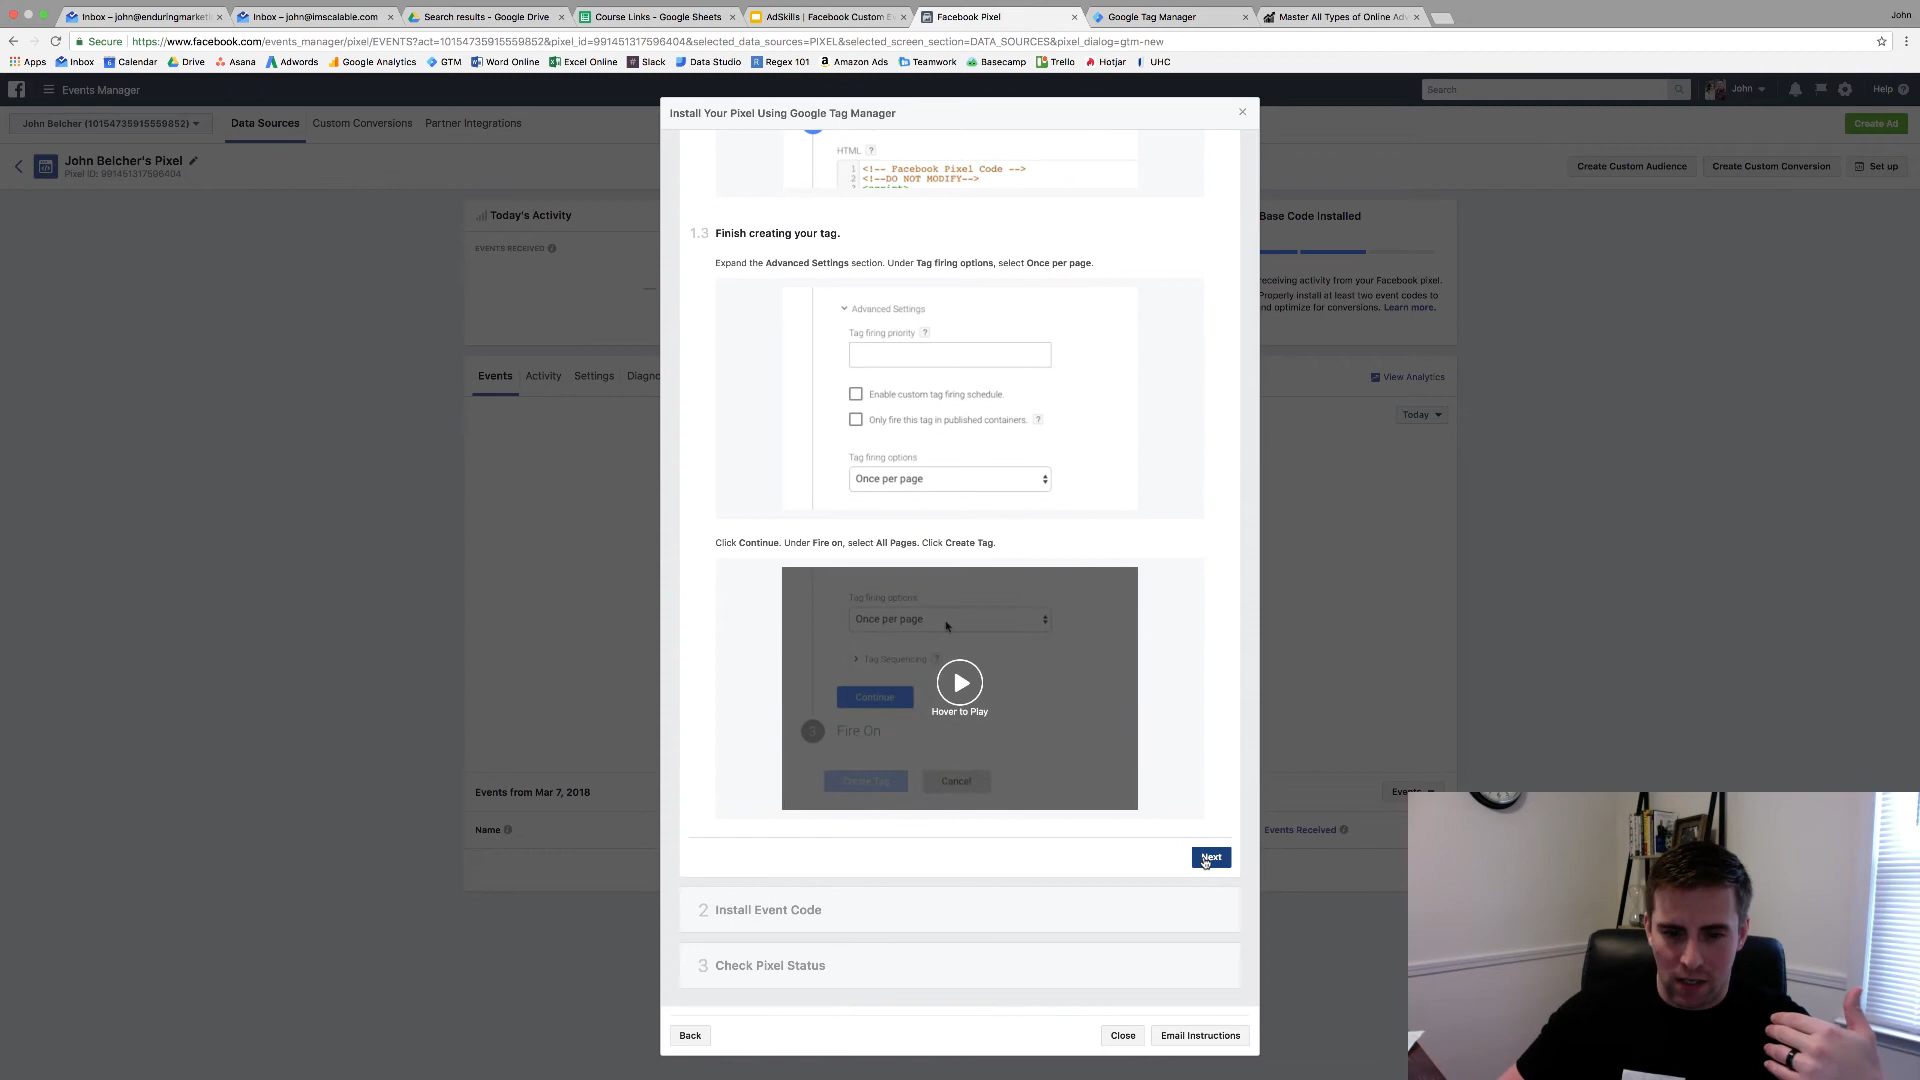 Inbox – john@enduringmarketi
Inbox – john@imscalable.com
Search results - Google Drive
Course Links - Google Sheets
AdSkills | Facebook Custom E
Facebook Pixel
Google Tag Manager
Master All Types of Online Adv
John
Secure
https://www.facebook.com/events_manager/pixel/EVENTS?act=10154735915559852&pixel_id=991451317596404&selected_data_sources=PIXEL&selected_screen_section=DATA_SOURCES&pixel_dialog=gtm-new
Apps Inbox Calendar Drive Asana Adwords Google Analytics GTM Word Online Excel Online Slack Data Studio Regex 101 Amazon Ads Teamwork Basecamp Trello Hotjar UHC
Events Manager
Search
John
Help
John Belcher (10154735915559852)
Data Sources
Custom Conversions
Partner Integrations
Create Ad
John Belcher's Pixel
Pixel ID: 991451317596404
Create Custom Audience
Create Custom Conversion
Set up
Install Your Pixel Using Google Tag Manager
HTML ?
1 <!-- Facebook Pixel Code -->
2 <!--DO NOT MODIFY-->
<script>
Today's Activity
EVENTS RECEIVED
Base Code Installed
receiving activity from your Facebook pixel.
Properly install at least two event codes to
and optimize for conversions. Learn more.
1.3 Finish creating your tag.
Expand the Advanced Settings section. Under Tag firing options, select Once per page.
Advanced Settings
Tag firing priority ?
Enable custom tag firing schedule.
Only fire this tag in published containers. ?
Tag firing options
Once per page
Events
Activity
Settings
Diagno
View Analytics
Today
Click Continue. Under Fire on, select All Pages. Click Create Tag.
Tag firing options
Once per page
Tag Sequencing ?
Continue
Hover to Play
3 Fire On
Create Tag
Cancel
Events from Mar 7, 2018
Events
Name
Events Received
Next
2 Install Event Code
3 Check Pixel Status
Back
Close
Email Instructions